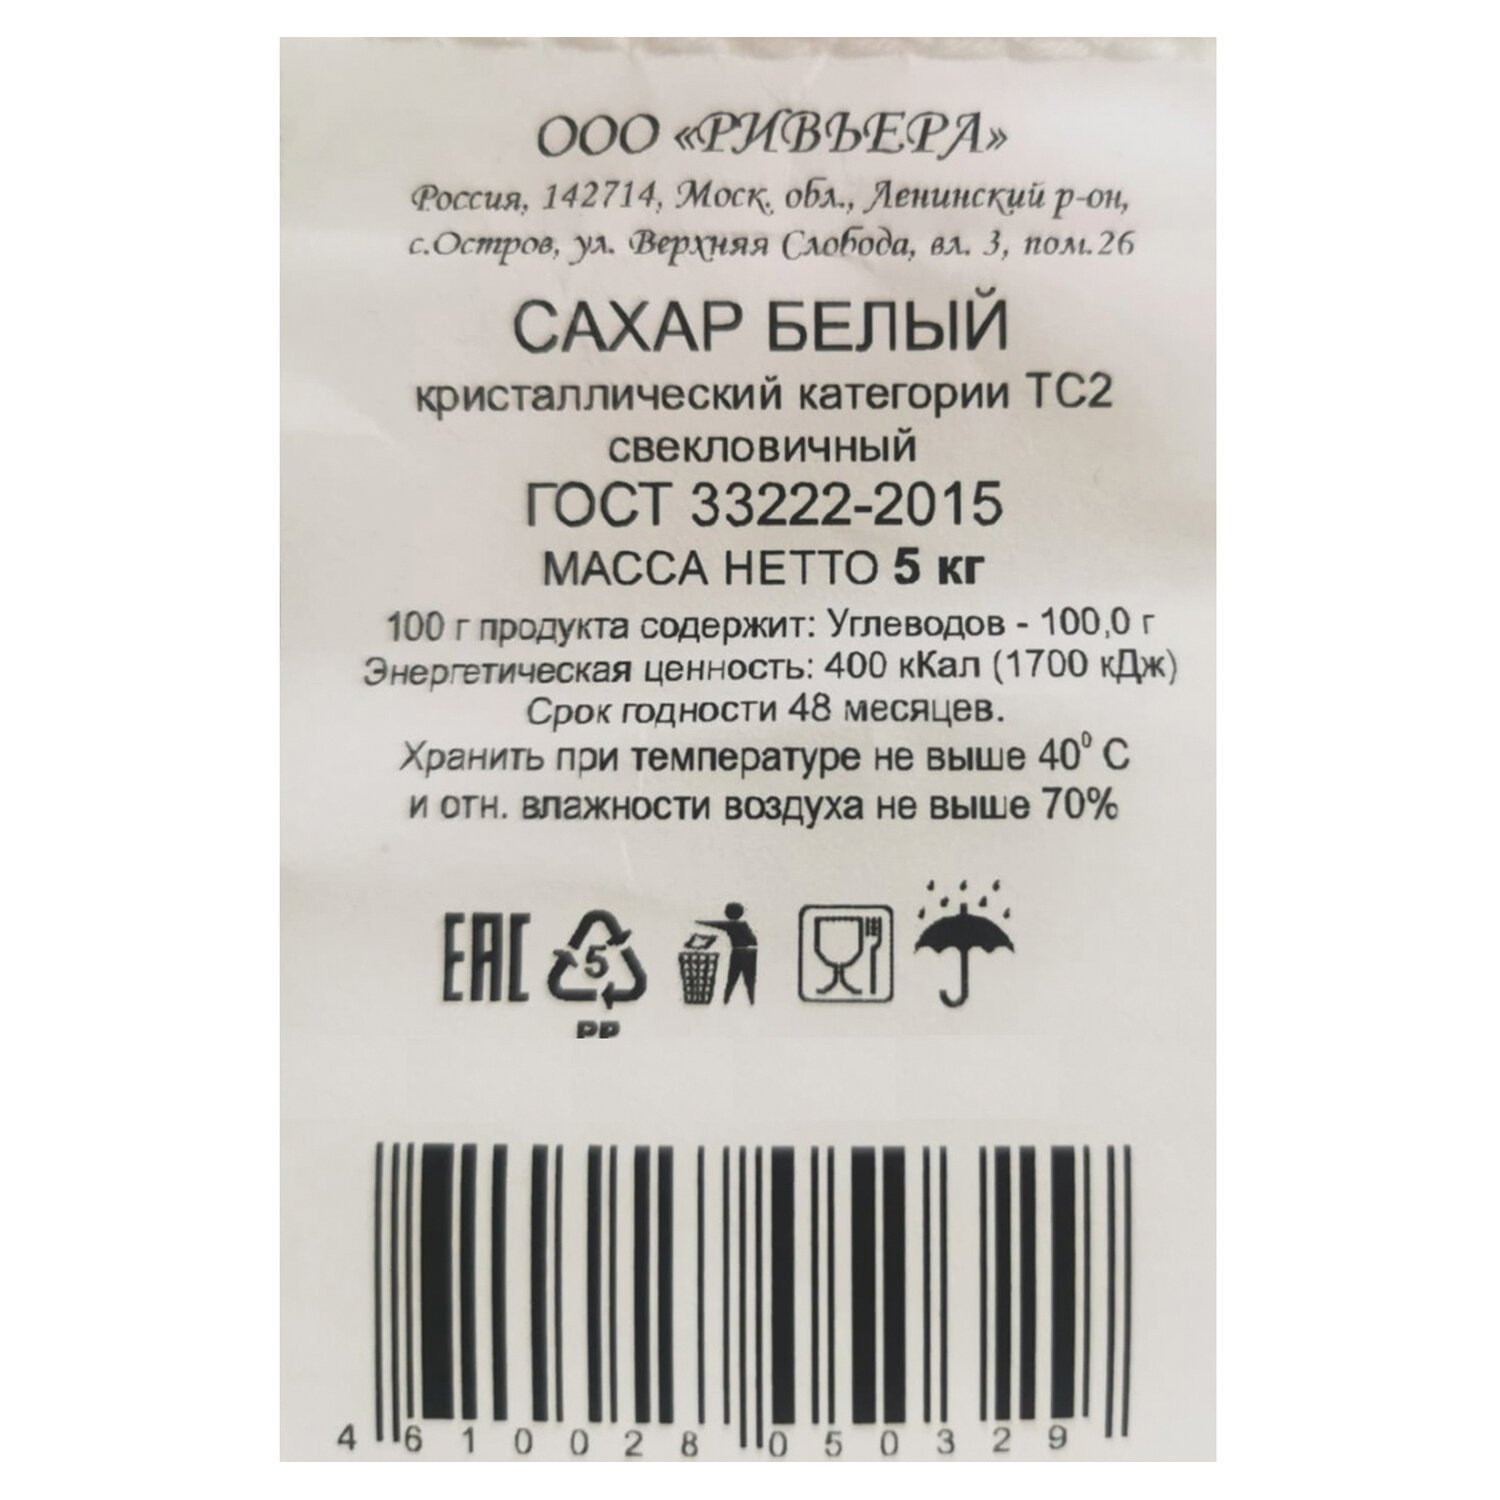 ООО «РИВЬЕРА»
Россия, 142714, Моск. обл., Ленинский р-он,
с.Остров, ул. Верхняя Слобода, вл. 3, пом.26
САХАР БЕЛЫЙ
кристаллический категории ТС2
свекловичный
ГОСТ 33222-2015
МАССА НЕТТО 5 кг
100 г продукта содержит: Углеводов - 100,0 г
Энергетическая ценность: 400 кКал (1700 кДж)
Срок годности 48 месяцев.
Хранить при температуре не выше 40⁰ С
и отн. влажности воздуха не выше 70%
ЕАС 5
PP
4 610028 050329